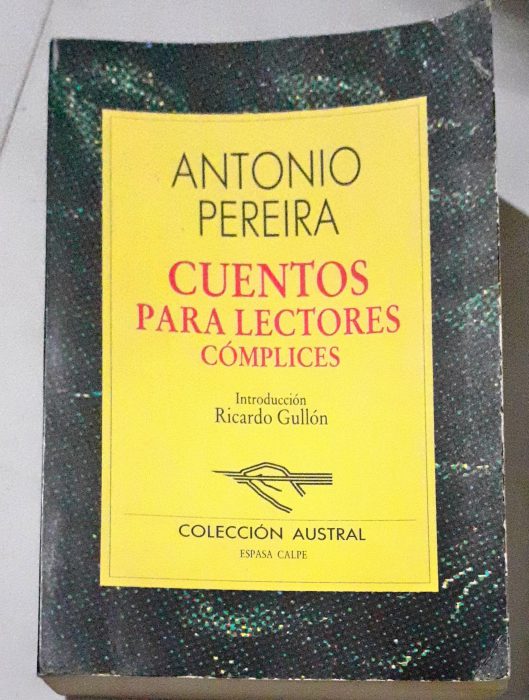 ANTONIO
PEREIRA
CUENTOS
PARA LECTORES
CÓMPLICES
Introducción
Ricardo Gullón
COLECCIÓN AUSTRAL
ESPASA CALPE